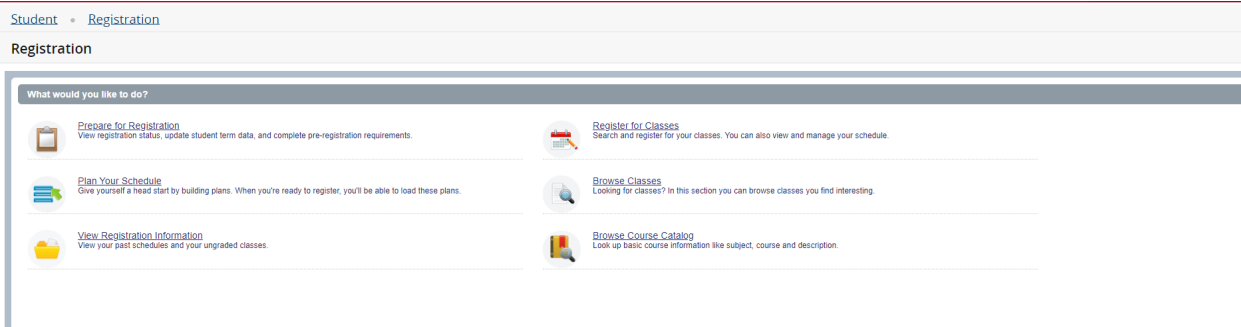 Student • Registration
Registration
What would you like to do?
Prepare for Registration
View registration status, update student term data, and complete pre-registration requirements.
Register for Classes
Search and register for your classes. You can also view and manage your schedule.
Plan Your Schedule
Give yourself a head start by building plans. When you're ready to register, you'll be able to load these plans.
Browse Classes
Looking for classes? In this section you can browse classes you find interesting.
View Registration Information
View your past schedules and your ungraded classes.
Browse Course Catalog
Look up basic course information like subject, course and description.